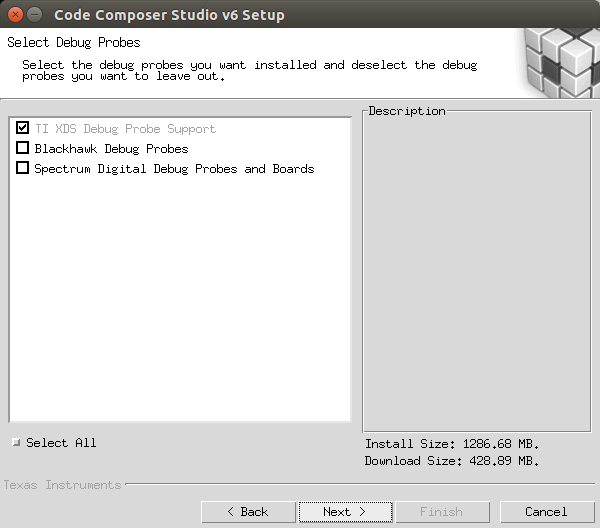 Code Composer Studio v6 Setup
Select Debug Probes
Select the debug probes you want installed and deselect the debug
probes you want to leave out.
TI XDS Debug Probe Support
Blackhawk Debug Probes
Spectrum Digital Debug Probes and Boards
Description
Select All
Install Size: 1286.68 MB.
Download Size: 428.89 MB.
Texas Instruments
< Back
Next >
Finish
Cancel